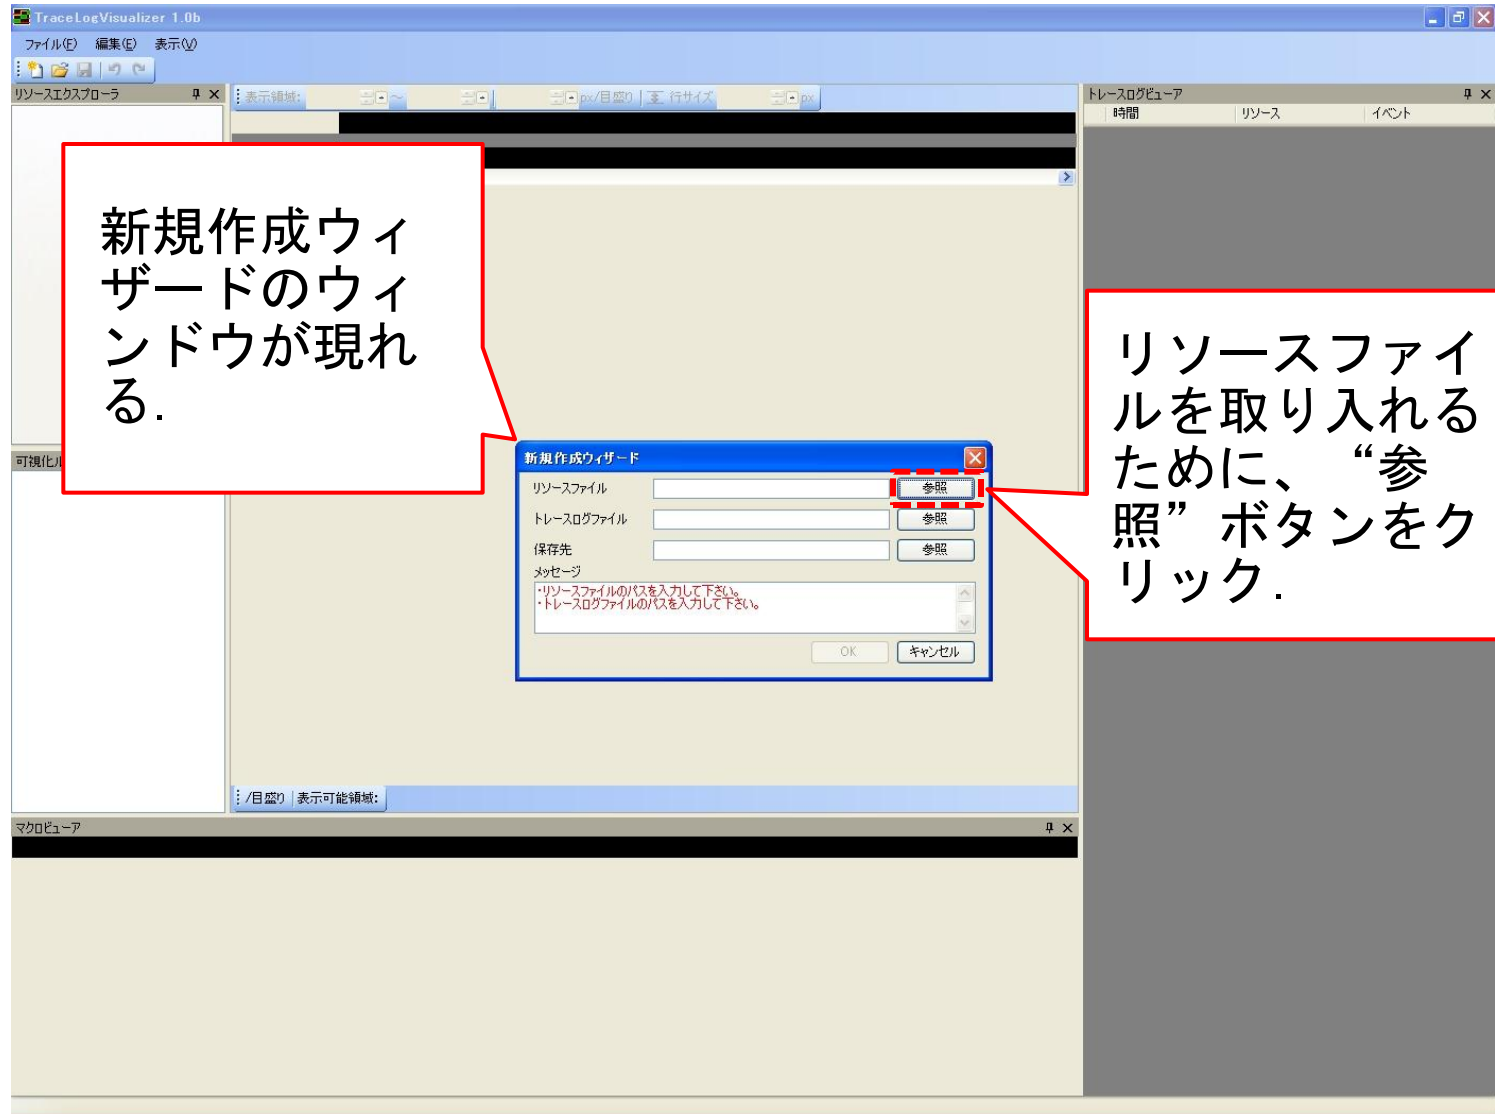 TraceLogVisualizer 1.0b
ファイル(F) 編集(E) 表示(V)
リソースエクスプローラ
表示領域: ～ px/目盛り 行サイズ px
トレースログビューア
時間 リソース イベント
新規作成ウィ
ザードのウィ
ンドウが現れ
る.
リソースファイ
ルを取り入れる
ために、“参
照”ボタンをク
リック.
可視化ル
新規作成ウィザード
リソースファイル 参照
トレースログファイル 参照
保存先 参照
メッセージ
・リソースファイルのパスを入力して下さい。
・トレースログファイルのパスを入力して下さい。
OK キャンセル
/目盛り 表示可能領域:
マクロビューア